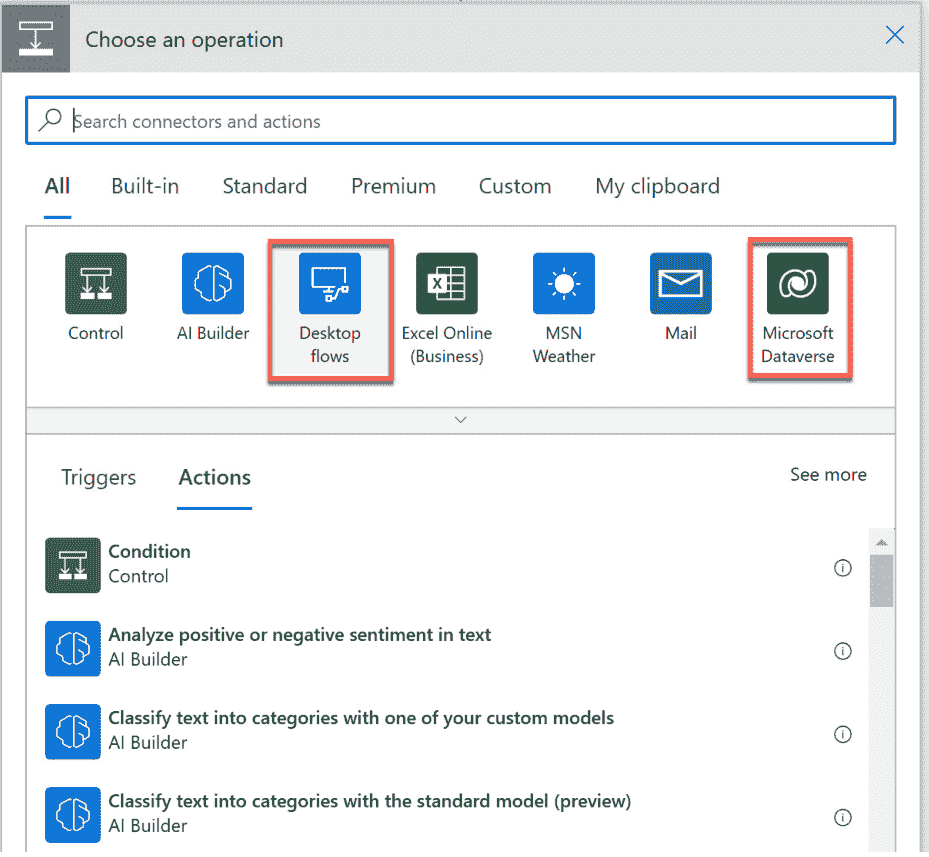 Choose an operation
Search connectors and actions
All Built-in Standard Premium Custom My clipboard
Control AI Builder Desktop flows Excel Online (Business) MSN Weather Mail Microsoft Dataverse
Triggers Actions See more
Condition
Control
Analyze positive or negative sentiment in text
AI Builder
Classify text into categories with one of your custom models
AI Builder
Classify text into categories with the standard model (preview)
AI Builder